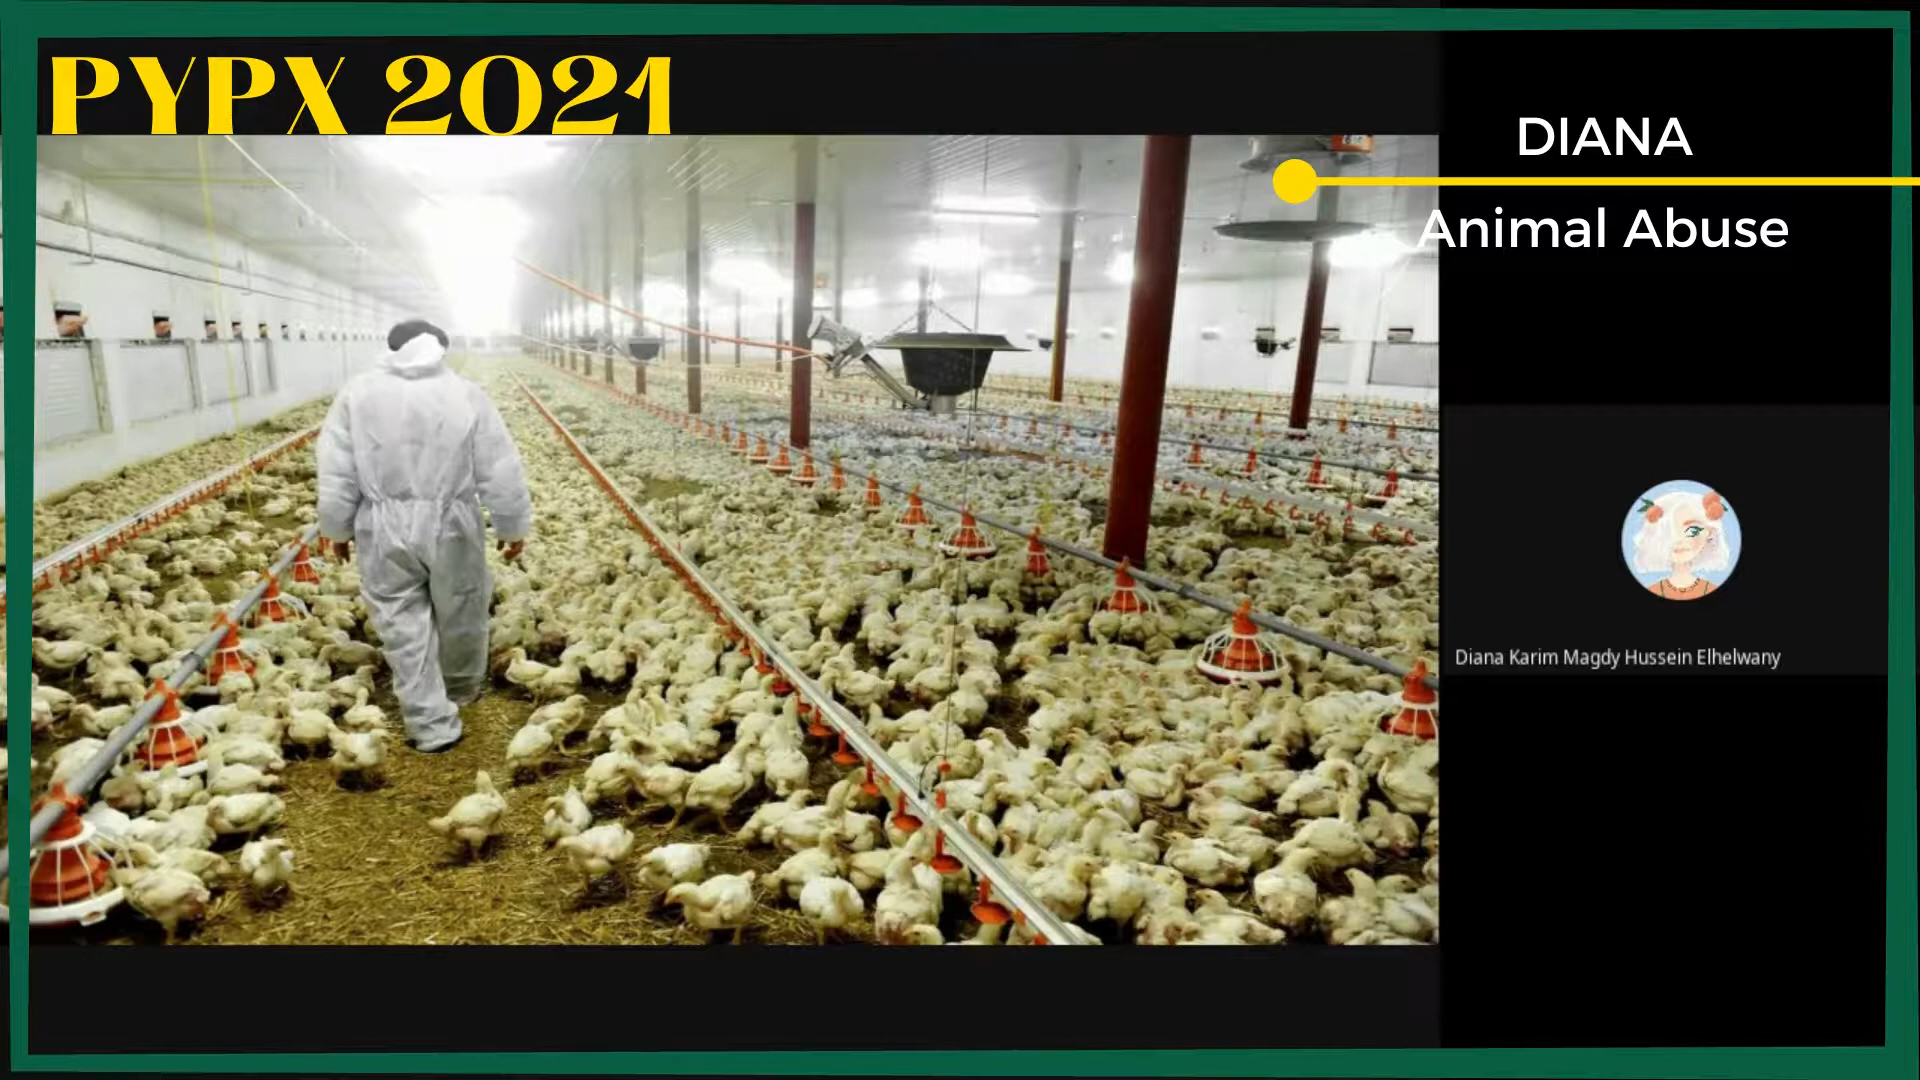 PYPX 2021
DIANA
Animal Abuse
Diana Karim Magdy Hussein Elhelwany